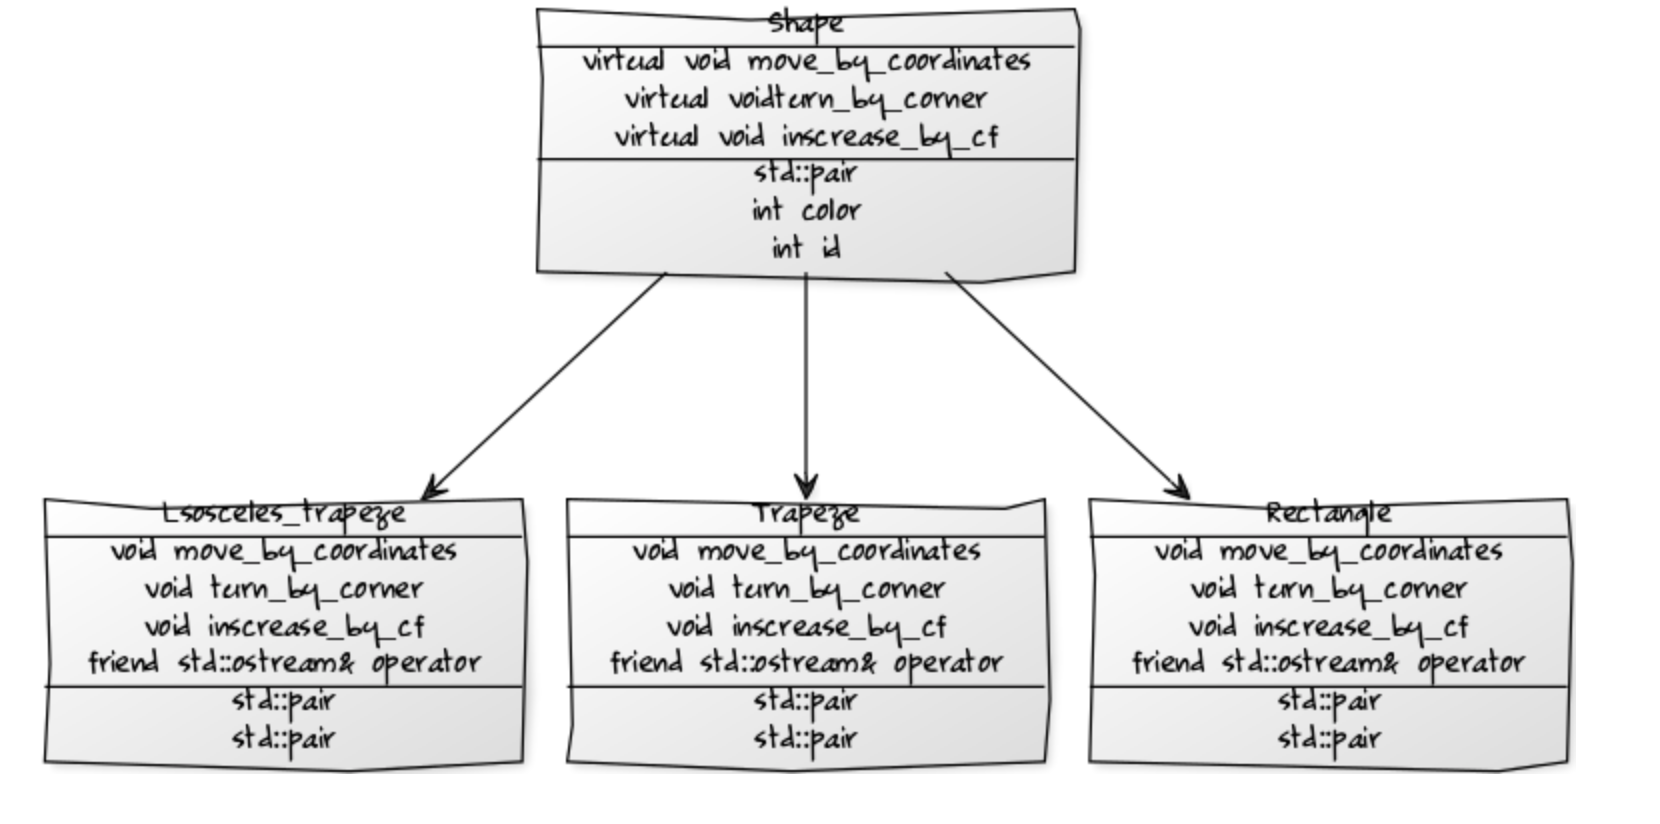 Shape
virtual void move_by_coordinates
virtual voidturn_by_corner
virtual void inscrease_by_cf
std::pair
int color
int id
Lsosceles_trapeze
void move_by_coordinates
void turn_by_corner
void inscrease_by_cf
friend std::ostream& operator
std::pair
std::pair
Trapeze
void move_by_coordinates
void turn_by_corner
void inscrease_by_cf
friend std::ostream& operator
std::pair
std::pair
Rectangle
void move_by_coordinates
void turn_by_corner
void inscrease_by_cf
friend std::ostream& operator
std::pair
std::pair